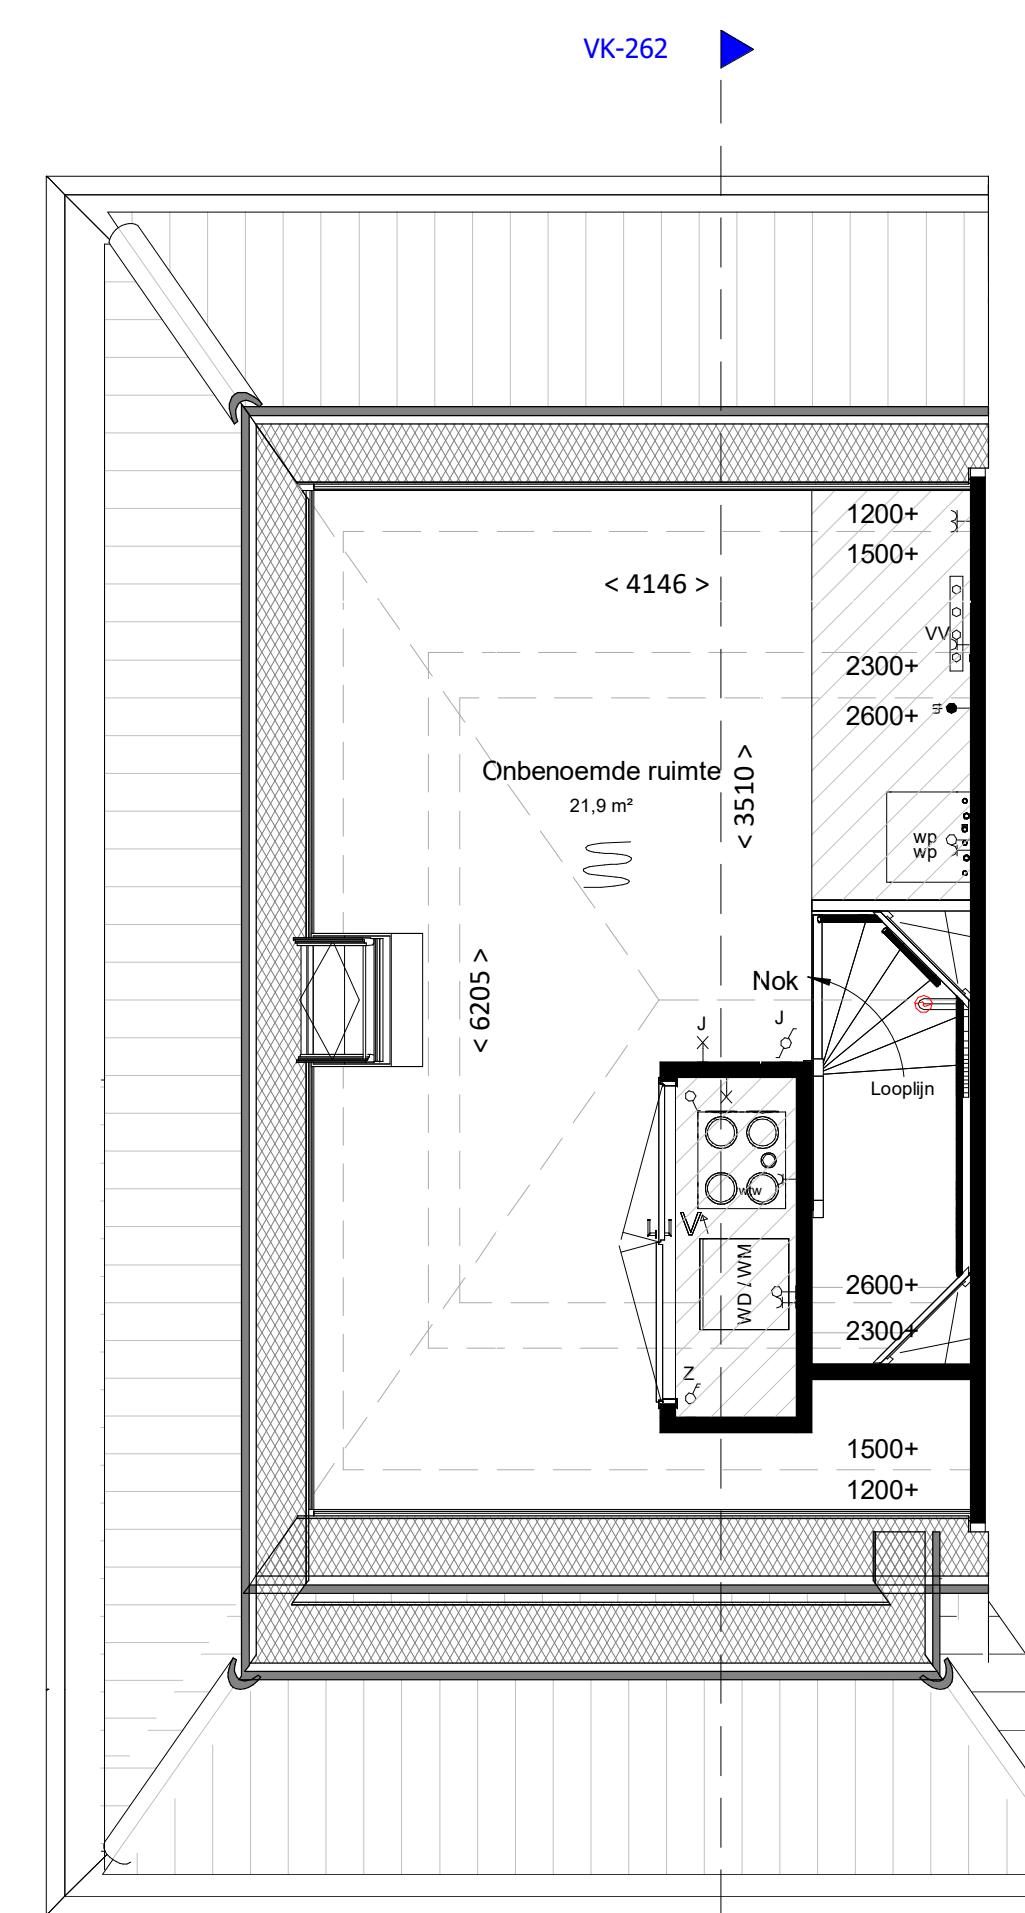 VK-262
1200+
1500+
< 4146 >
VV
2300+
2600+
< 3510 >
Onbenoemde ruimte
21,9 m²
wp
wp
< 6205 >
Nok
J
J
Looplijn
wtw
V
WD / WM
2600+
2300+
Z
1500+
1200+